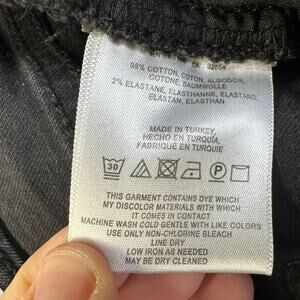 98% COTTON, COTON, ALGODON,
COTONE, BAUMWOLLE
2% ELASTANE, ELASTHANNE, ELASTANO,
ELASTAN, ELASTHAN
MADE IN TURKEY,
HECHO EN TURQUIA,
FABRIQUE EN TURQUIE
30 P
THIS GARMENT CONTAINS DYE WHICH
MY DISCOLOR MATERIALS WITH WHICH
IT COMES IN CONTACT
MACHINE WASH COLD GENTLE WITH LIKE COLORS
USE ONLY NON-CHLORINE BLEACH
LINE DRY
LOW IRON AS NEEDED
MAY BE DRY CLEANED